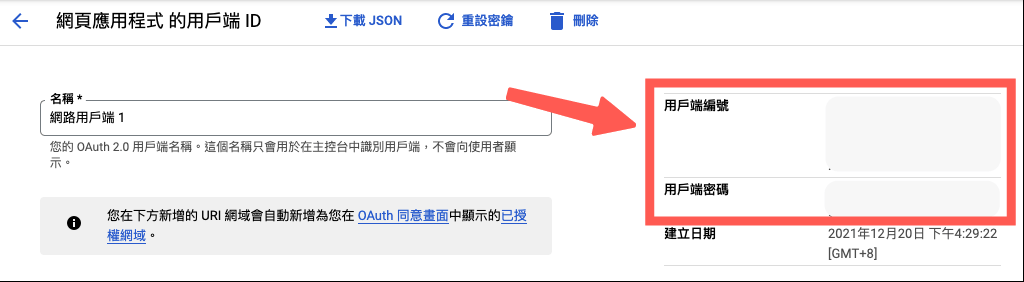 網頁應用程式 的用戶端 ID
下載 JSON
重設密鑰
刪除
名稱 *
網路用戶端 1
您的 OAuth 2.0 用戶端名稱。這個名稱只會用於在主控台中識別用戶端，不會向使用者顯
示。
您在下方新增的 URI 網域會自動新增為您在 OAuth 同意畫面中顯示的已授
權網域。
用戶端編號
用戶端密碼
建立日期
2021年12月20日 下午4:29:22
[GMT+8]